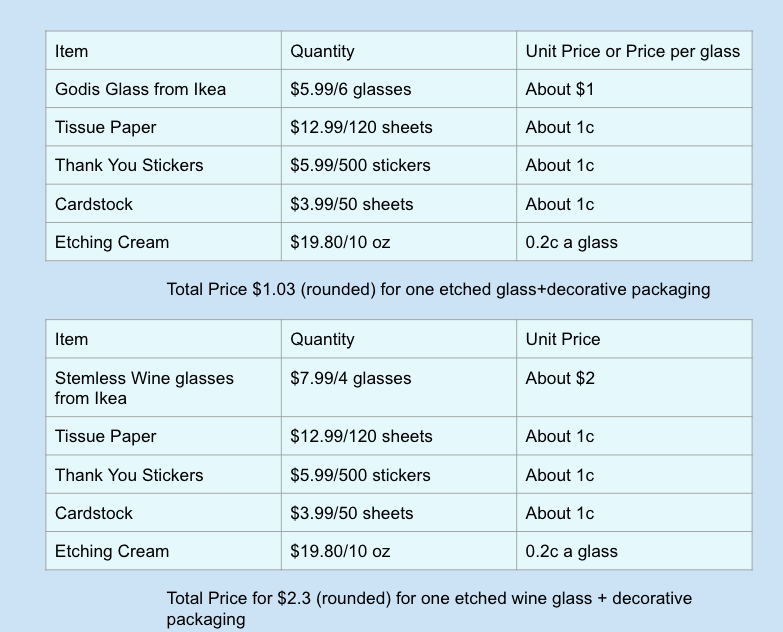 Item Quantity Unit Price or Price per glass
Godis Glass from Ikea $5.99/6 glasses About $1
Tissue Paper $12.99/120 sheets About 1c
Thank You Stickers $5.99/500 stickers About 1c
Cardstock $3.99/50 sheets About 1c
Etching Cream $19.80/10 oz 0.2c a glass
Total Price $1.03 (rounded) for one etched glass+decorative packaging
Item Quantity Unit Price
Stemless Wine glasses $7.99/4 glasses About $2
from Ikea
Tissue Paper $12.99/120 sheets About 1c
Thank You Stickers $5.99/500 stickers About 1c
Cardstock $3.99/50 sheets About 1c
Etching Cream $19.80/10 oz 0.2c a glass
Total Price for $2.3 (rounded) for one etched wine glass + decorative
packaging